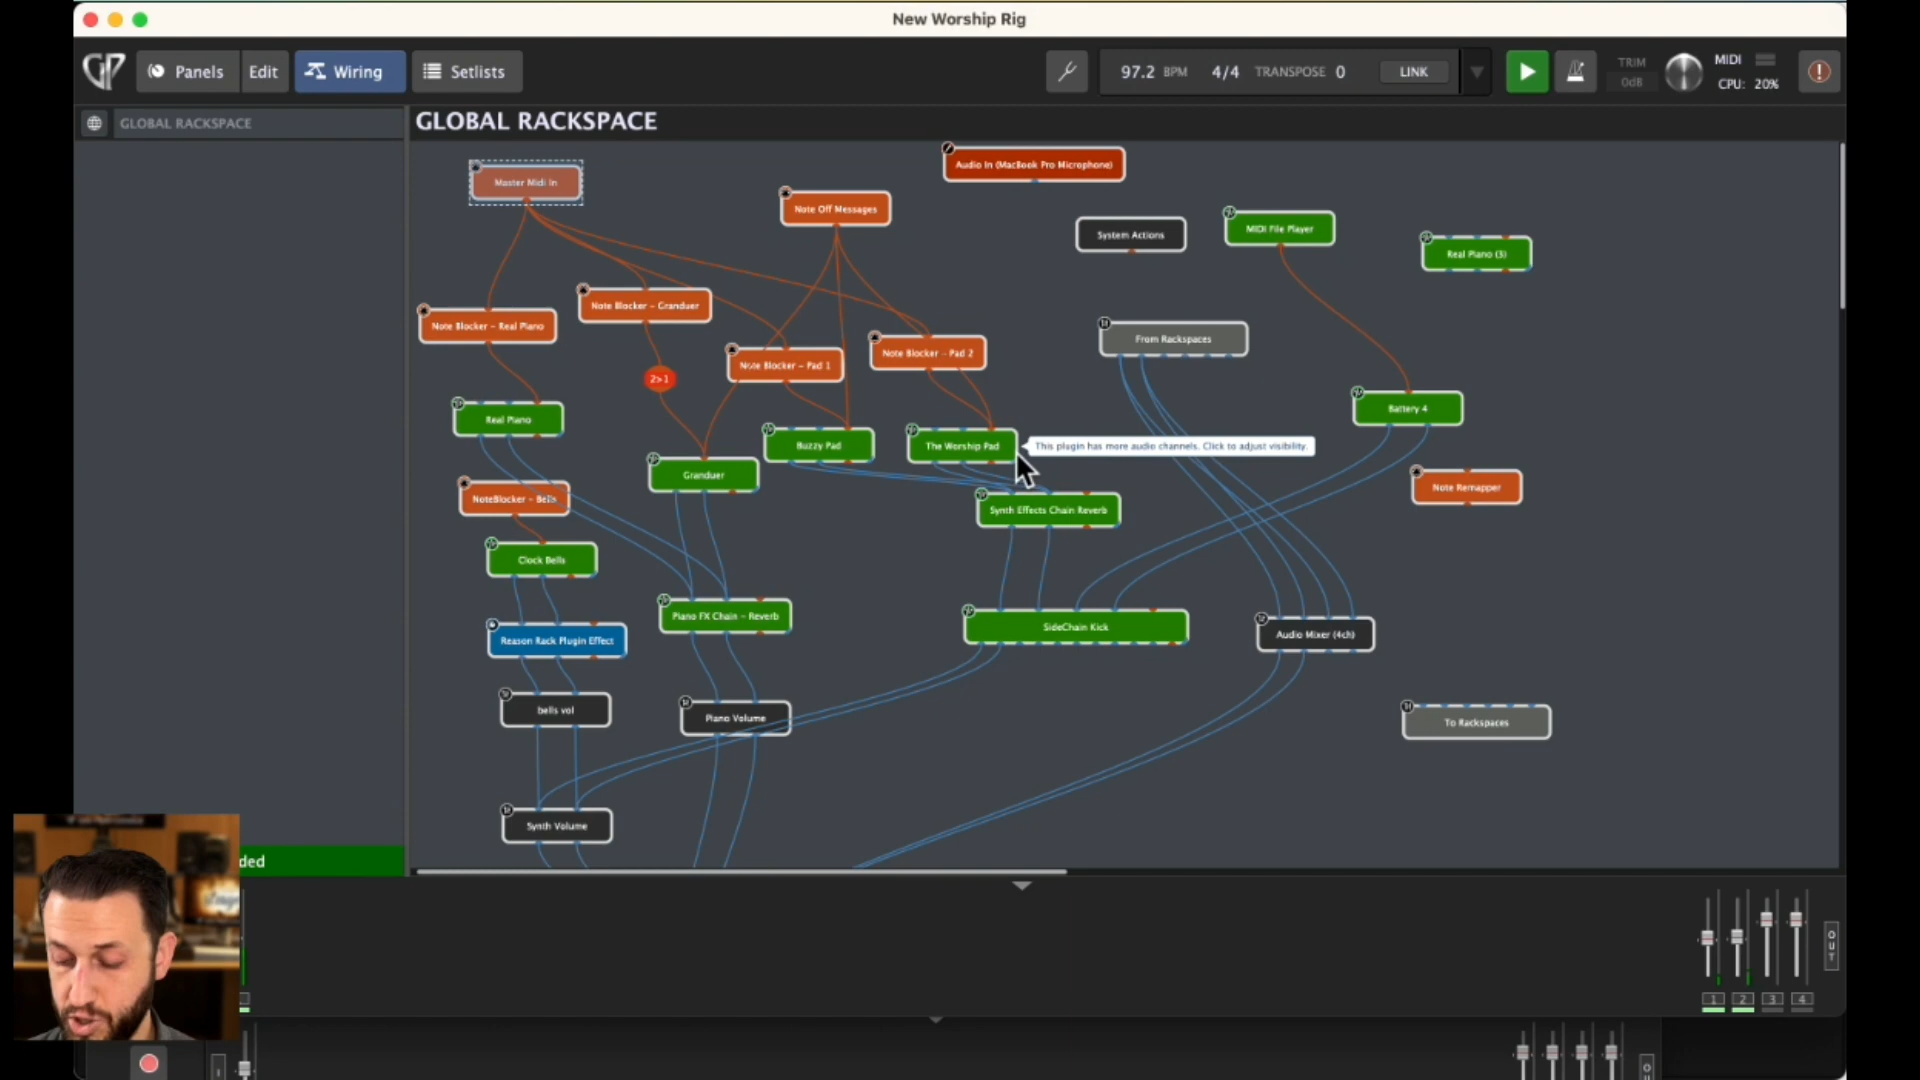 New Worship Rig
GP Panels Edit Wiring Setlists
97.2 BPM 4/4 TRANSPOSE 0 LINK
TRIM
0dB
MIDI
CPU: 20%
GLOBAL RACKSPACE
GLOBAL RACKSPACE
Master Midi In
Audio In (MacBook Pro Microphone)
Note Off Messages
System Actions
MIDI File Player
Real Piano (3)
Note Blocker - Granduer
Note Blocker - Real Piano
From Rackspaces
Note Blocker - Pad 1
Note Blocker - Pad 2
2>1
Real Piano
Battery 4
Buzzy Pad
The Worship Pad
This plugin has more audio channels. Click to adjust visibility.
Granduer
Note Remapper
NoteBlocker - Bells
Synth Effects Chain Reverb
Clock Bells
Piano FX Chain - Reverb
SideChain Kick
Audio Mixer (4ch)
Reason Rack Plugin Effect
bells vol
Piano Volume
To Rackspaces
Synth Volume
ded
OUT
1 2 3 4